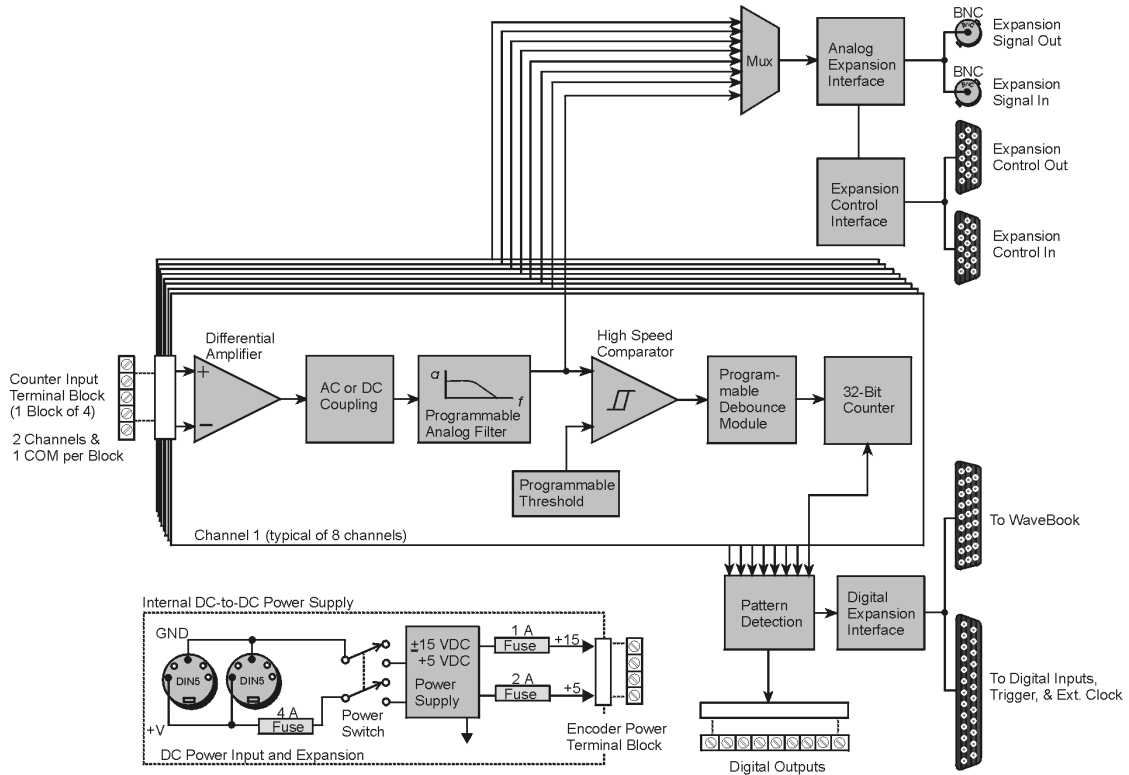 BNC
Expansion
Signal Out
BNC
Expansion
Signal In
Mux
Analog
Expansion
Interface
Expansion
Control Out
Expansion
Control
Interface
Expansion
Control In
Differential
Amplifier
High Speed
Comparator
Counter Input
Terminal Block
(1 Block of 4)
2 Channels &
1 COM per Block
+
−
AC or DC
Coupling
a
f
Programmable
Analog Filter
Program-
mable
Debounce
Module
32-Bit
Counter
Programmable
Threshold
Channel 1 (typical of 8 channels)
To WaveBook
Pattern
Detection
Digital
Expansion
Interface
To Digital Inputs,
Trigger, & Ext. Clock
Digital Outputs
Internal DC-to-DC Power Supply
GND
DIN5
DIN5
+V
4 A
Fuse
Power
Switch
±15 VDC
+5 VDC
Power
Supply
1 A
Fuse
+15
2 A
Fuse
+5
Encoder Power
Terminal Block
DC Power Input and Expansion